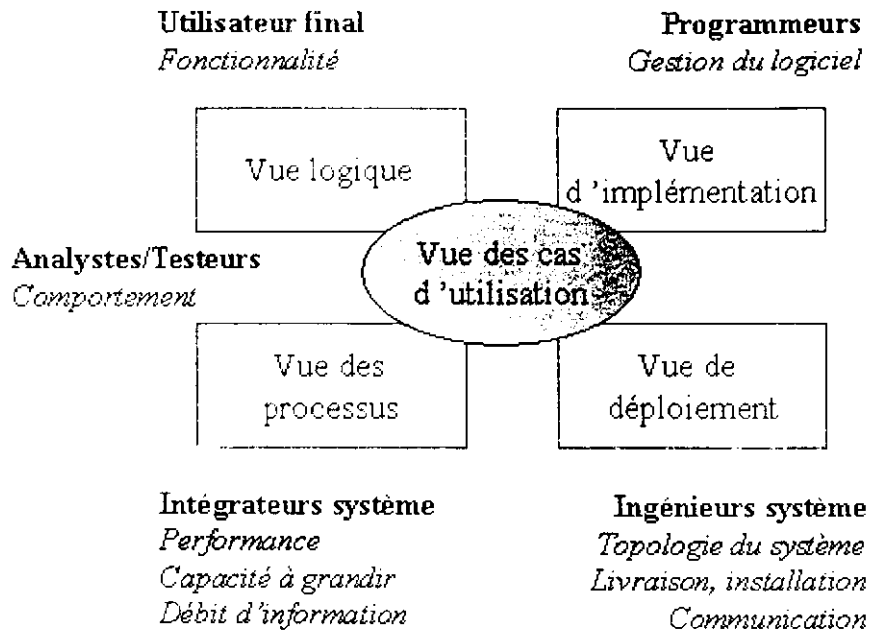 Utilisateur final
Fonctionnalité
Programmeurs
Gestion du logiciel
Vue logique
Vue
d 'implémentation
Analystes/Testeurs
Comportement
Vue des cas
d 'utilisation
Vue des
processus
Vue de
déploiement
Intégrateurs système
Performance
Capacité à grandir
Débit d'information
Ingénieurs système
Topologie du système
Livraison, installation
Communication